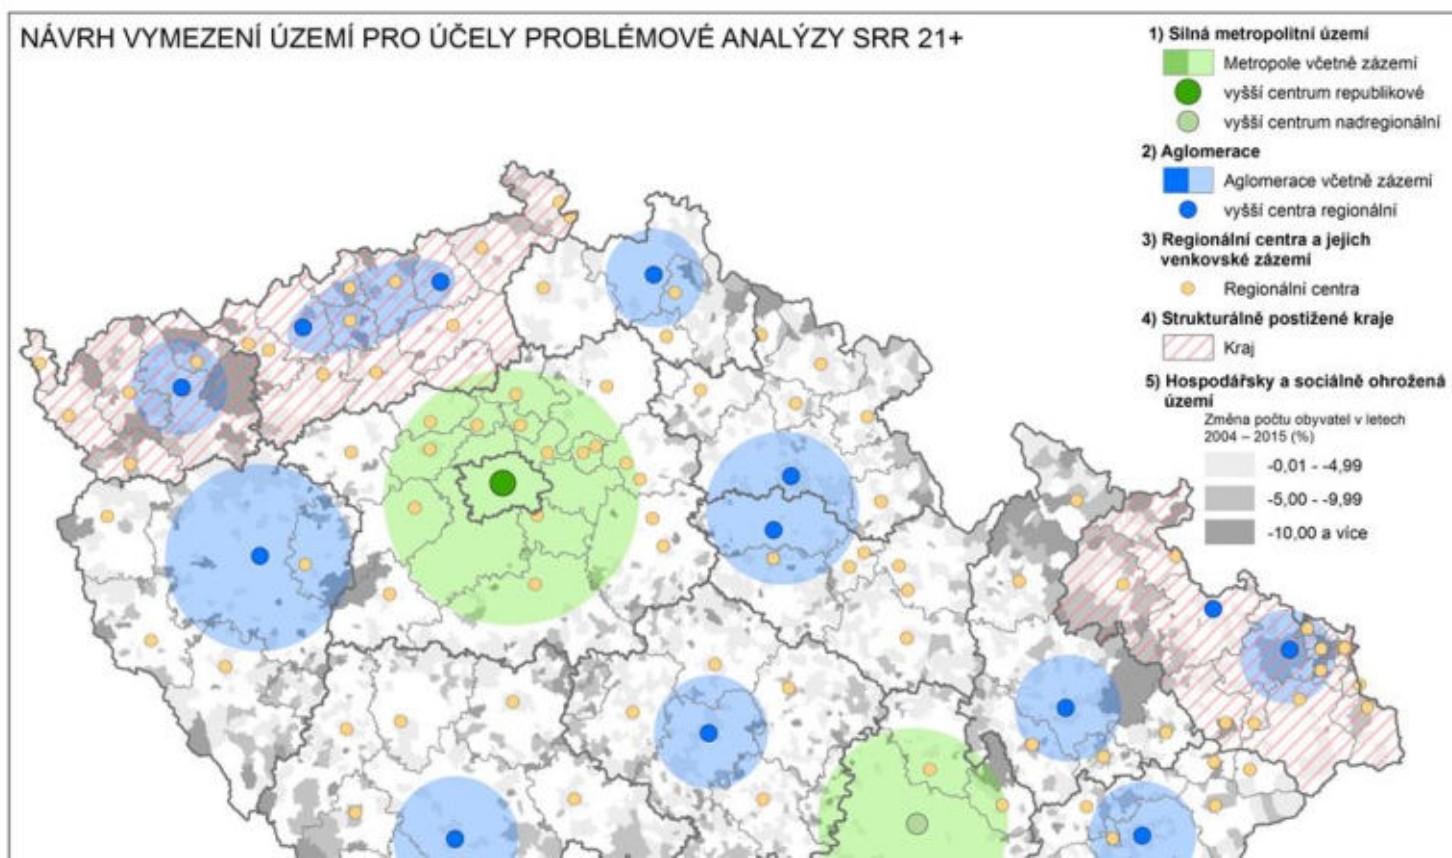 NÁVRH VYMEZENÍ ÚZEMÍ PRO ÚČELY PROBLÉMOVÉ ANALÝZY SRR 21+
1) Silná metropolitní území
Metropole včetně zázemí
vyšší centrum republikové
vyšší centrum nadregionální
2) Aglomerace
Aglomerace včetně zázemí
vyšší centra regionální
3) Regionální centra a jejich
venkovské zázemí
Regionální centra
4) Strukturálně postižené kraje
Kraj
5) Hospodářsky a sociálně ohrožená
území
Změna počtu obyvatel v letech
2004 – 2015 (%)
-0,01 - -4,99
-5,00 - -9,99
-10,00 a více